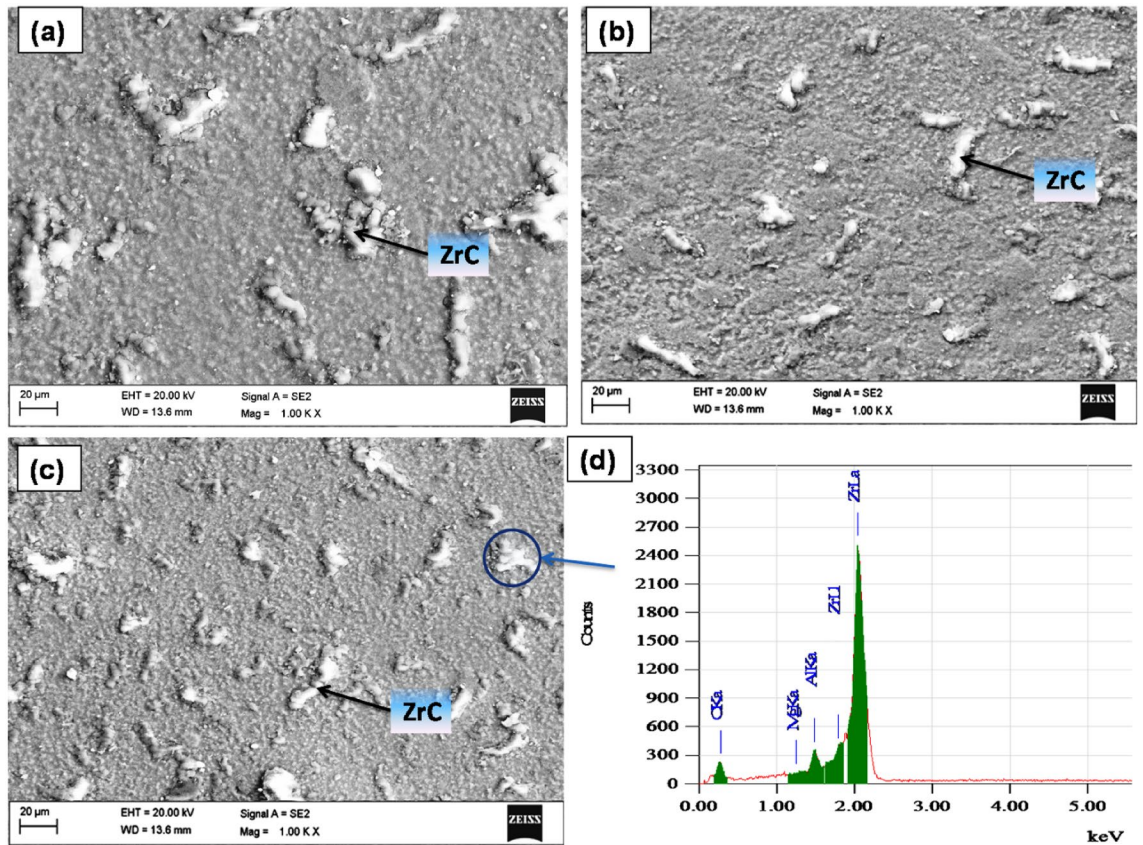 (a)
ZrC
20 µm
EHT = 20.00 kV
Signal A = SE2
WD = 13.6 mm
Mag = 1.00 K X
ZEISS
(b)
ZrC
20 µm
EHT = 20.00 kV
Signal A = SE2
WD = 13.6 mm
Mag = 1.00 K X
ZEISS
(c)
ZrC
20 µm
EHT = 20.00 kV
Signal A = SE2
WD = 13.6 mm
Mag = 1.00 K X
ZEISS
(d)
3300
3000
2700
2400
2100
1800
1500
1200
900
600
300
0
Counts
CKa
MgKa
AlKa
ZrLl
ZrLa
0.00 1.00 2.00 3.00 4.00 5.00
keV